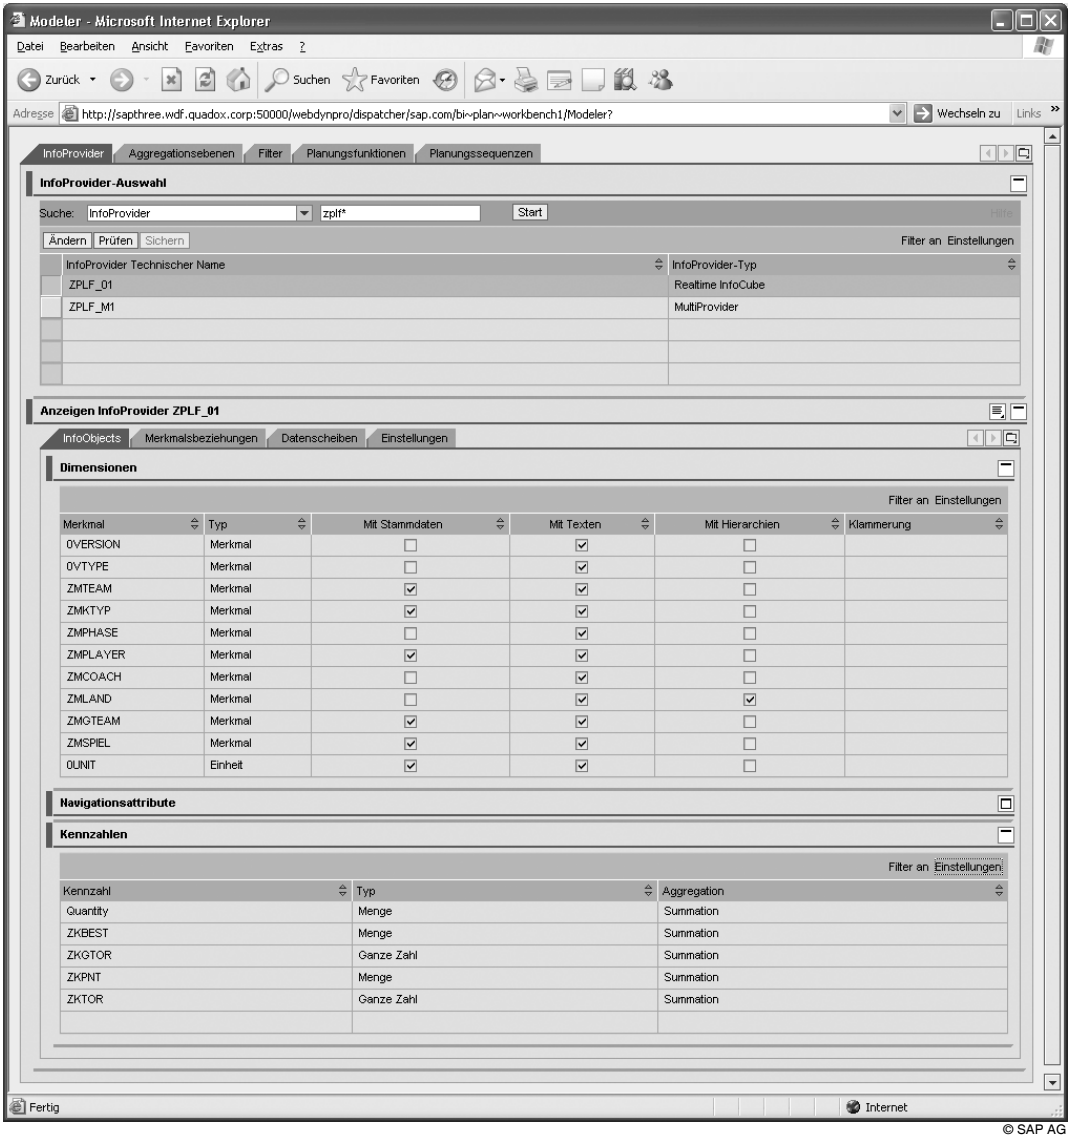 Modeler - Microsoft Internet Explorer
Datei Bearbeiten Ansicht Favoriten Extras ?
Zurück Suchen Favoriten
Adresse http://sapthree.wdf.quadox.corp:50000/webdynpro/dispatcher/sap.com/bi~plan~workbench1/Modeler? Wechseln zu Links »
InfoProvider Aggregationsebenen Filter Planungsfunktionen Planungssequenzen
InfoProvider-Auswahl
Suche: InfoProvider zplf* Start Hilfe
Ändern Prüfen Sichern Filter an Einstellungen
InfoProvider Technischer Name InfoProvider-Typ
ZPLF_01 Realtime InfoCube
ZPLF_M1 MultiProvider
Anzeigen InfoProvider ZPLF_01
InfoObjects Merkmalsbeziehungen Datenscheiben Einstellungen
Dimensionen
Filter an Einstellungen
Merkmal Typ Mit Stammdaten Mit Texten Mit Hierarchien Klammerung
0VERSION Merkmal
0VTYPE Merkmal
ZMTEAM Merkmal
ZMKTYP Merkmal
ZMPHASE Merkmal
ZMPLAYER Merkmal
ZMCOACH Merkmal
ZMLAND Merkmal
ZMGTEAM Merkmal
ZMSPIEL Merkmal
0UNIT Einheit
Navigationsattribute
Kennzahlen
Filter an Einstellungen
Kennzahl Typ Aggregation
Quantity Menge Summation
ZKBEST Menge Summation
ZKGTOR Ganze Zahl Summation
ZKPNT Menge Summation
ZKTOR Ganze Zahl Summation
Fertig Internet
© SAP AG